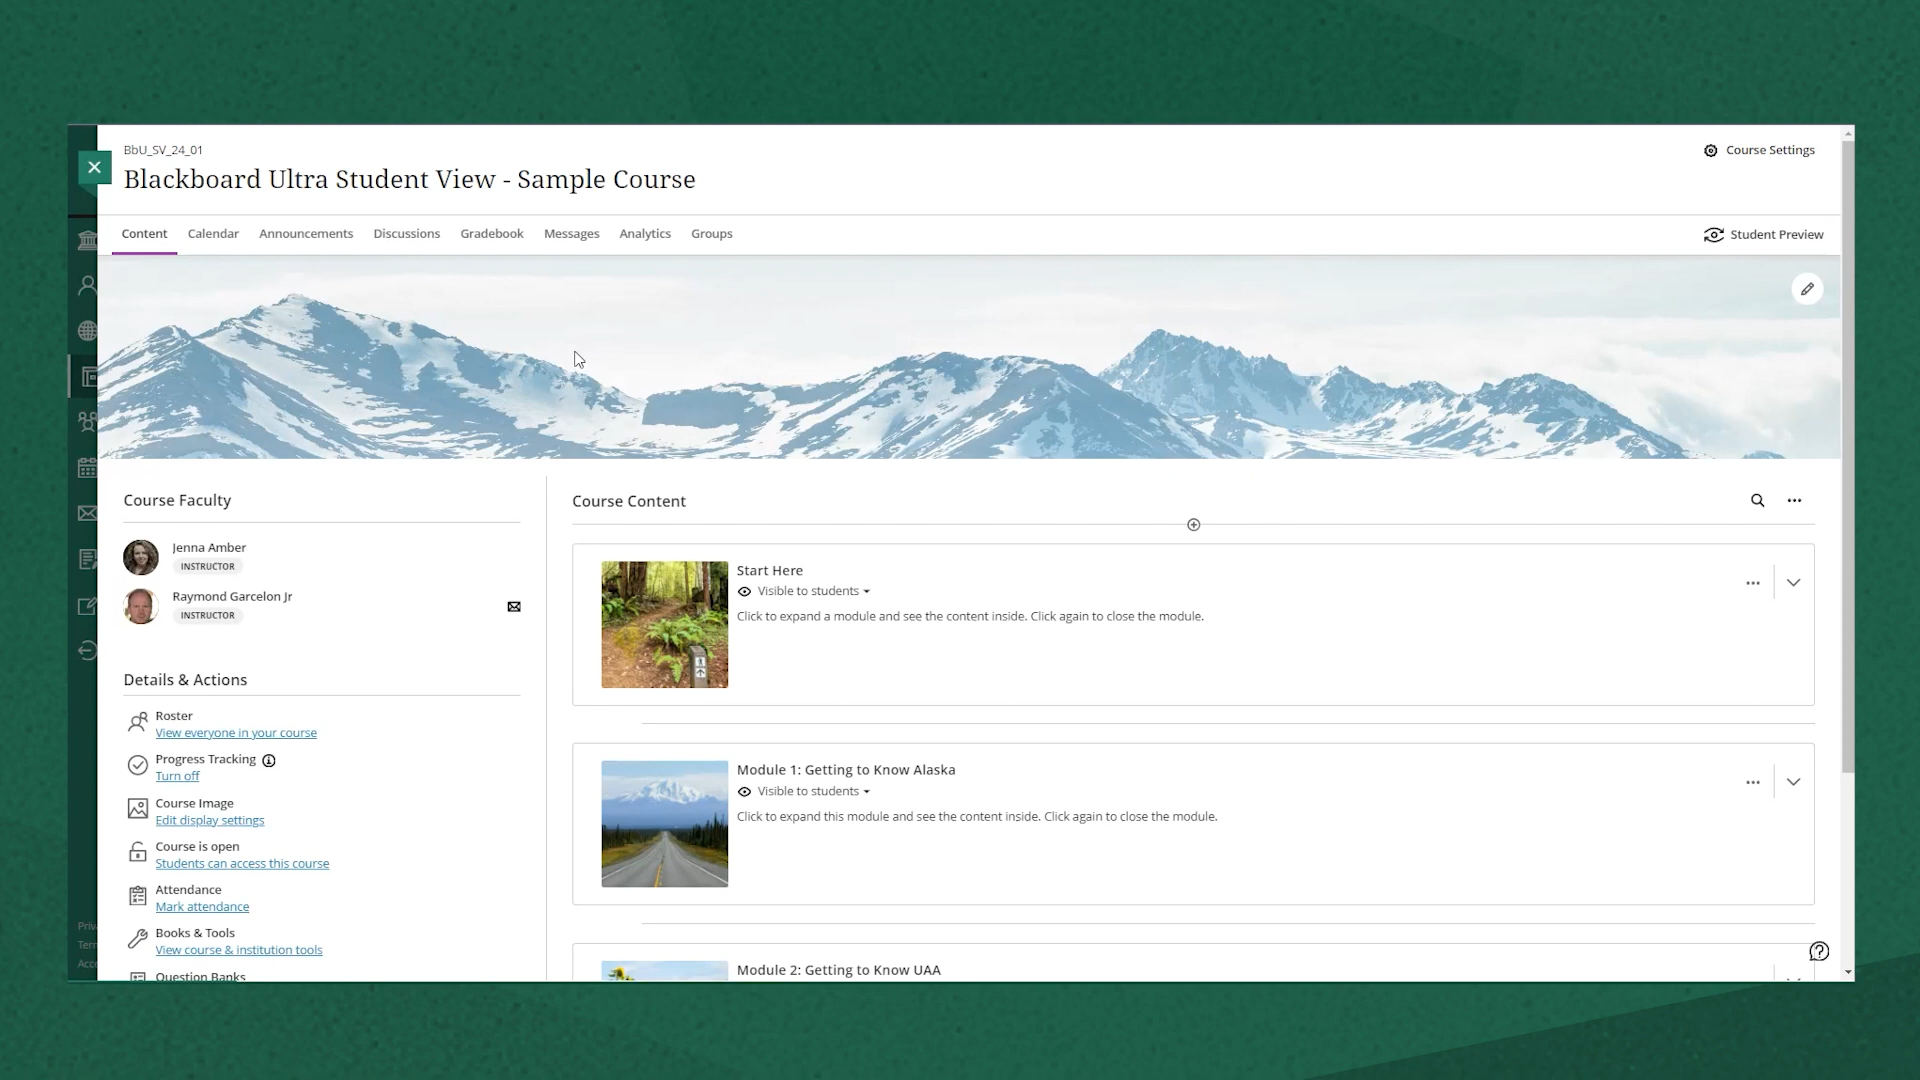 BbU_SV_24_01
Blackboard Ultra Student View - Sample Course
Course Settings
Content
Calendar
Announcements
Discussions
Gradebook
Messages
Analytics
Groups
Student Preview
Course Faculty
Jenna Amber
INSTRUCTOR
Raymond Garcelon Jr
INSTRUCTOR
Details & Actions
Roster
View everyone in your course
Progress Tracking
Turn off
Course Image
Edit display settings
Course is open
Students can access this course
Attendance
Mark attendance
Books & Tools
View course & institution tools
Question Banks
Course Content
Start Here
Visible to students
Click to expand a module and see the content inside. Click again to close the module.
Module 1: Getting to Know Alaska
Visible to students
Click to expand this module and see the content inside. Click again to close the module.
Module 2: Getting to Know UAA
Priv
Term
Acce